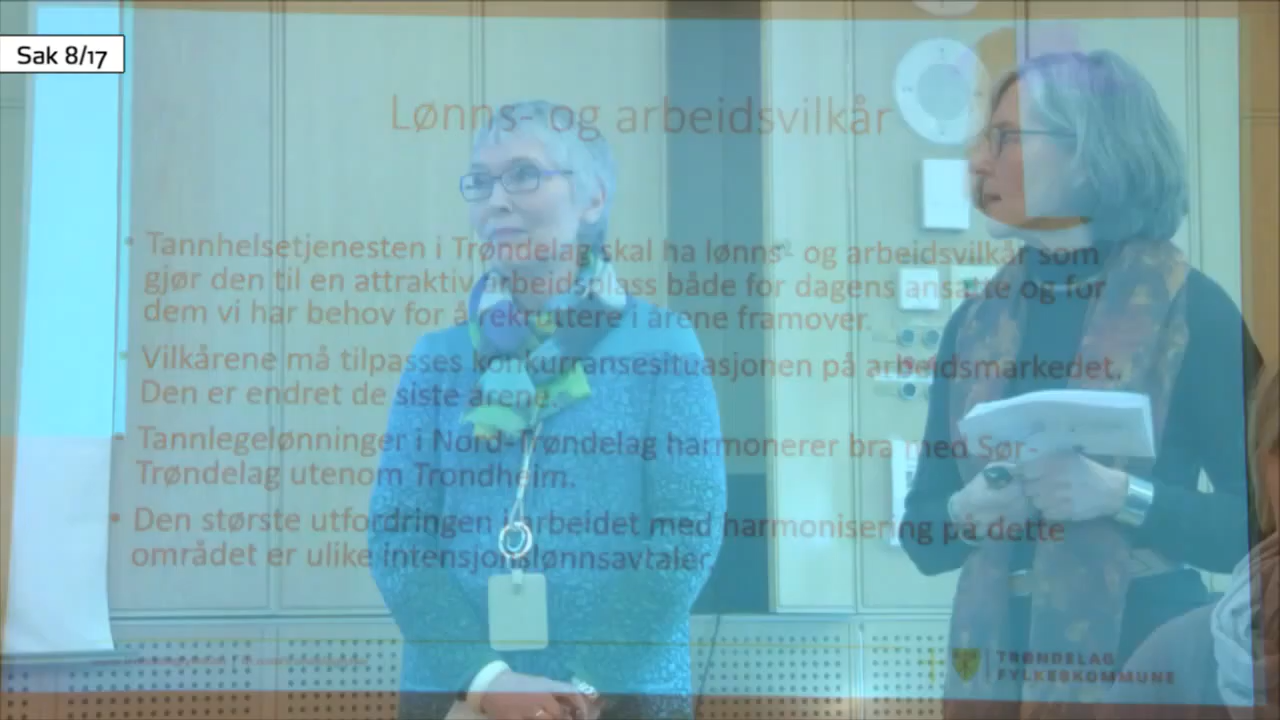 Sak 8/17
Lønns- og arbeidsvilkår
• Tannhelsetjenesten i Trøndelag skal ha lønns- og arbeidsvilkår som
gjør den til en attraktiv arbeidsplass både for dagens ansatte og for
dem vi har behov for å rekruttere i årene framover.
• Vilkårene må tilpasses konkurransesituasjonen på arbeidsmarkedet.
Den er endret de siste årene.
• Tannlegelønninger i Nord-Trøndelag harmonerer bra med Sør-
Trøndelag utenom Trondheim.
• Den største utfordringen i arbeidet med harmonisering på dette
området er ulike intensjonslønnsavtaler.
TRØNDELAG
FYLKESKOMMUNE